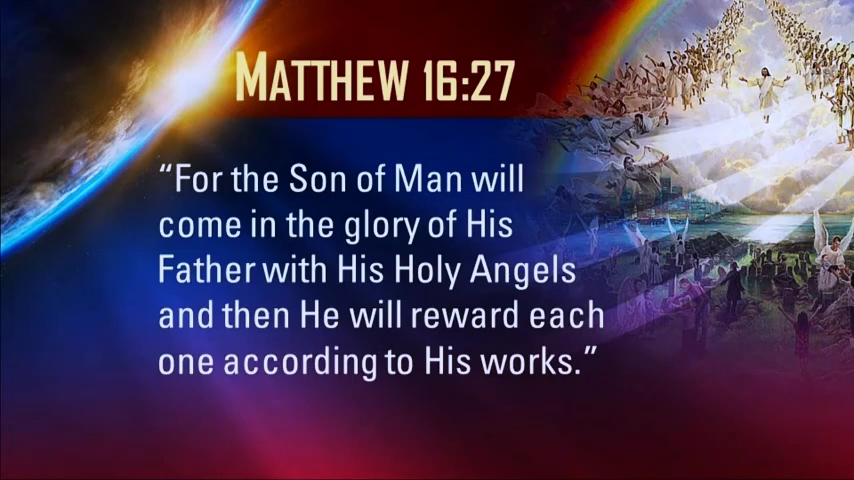 MATTHEW 16:27
“For the Son of Man will
come in the glory of His
Father with His Holy Angels
and then He will reward each
one according to His works.”